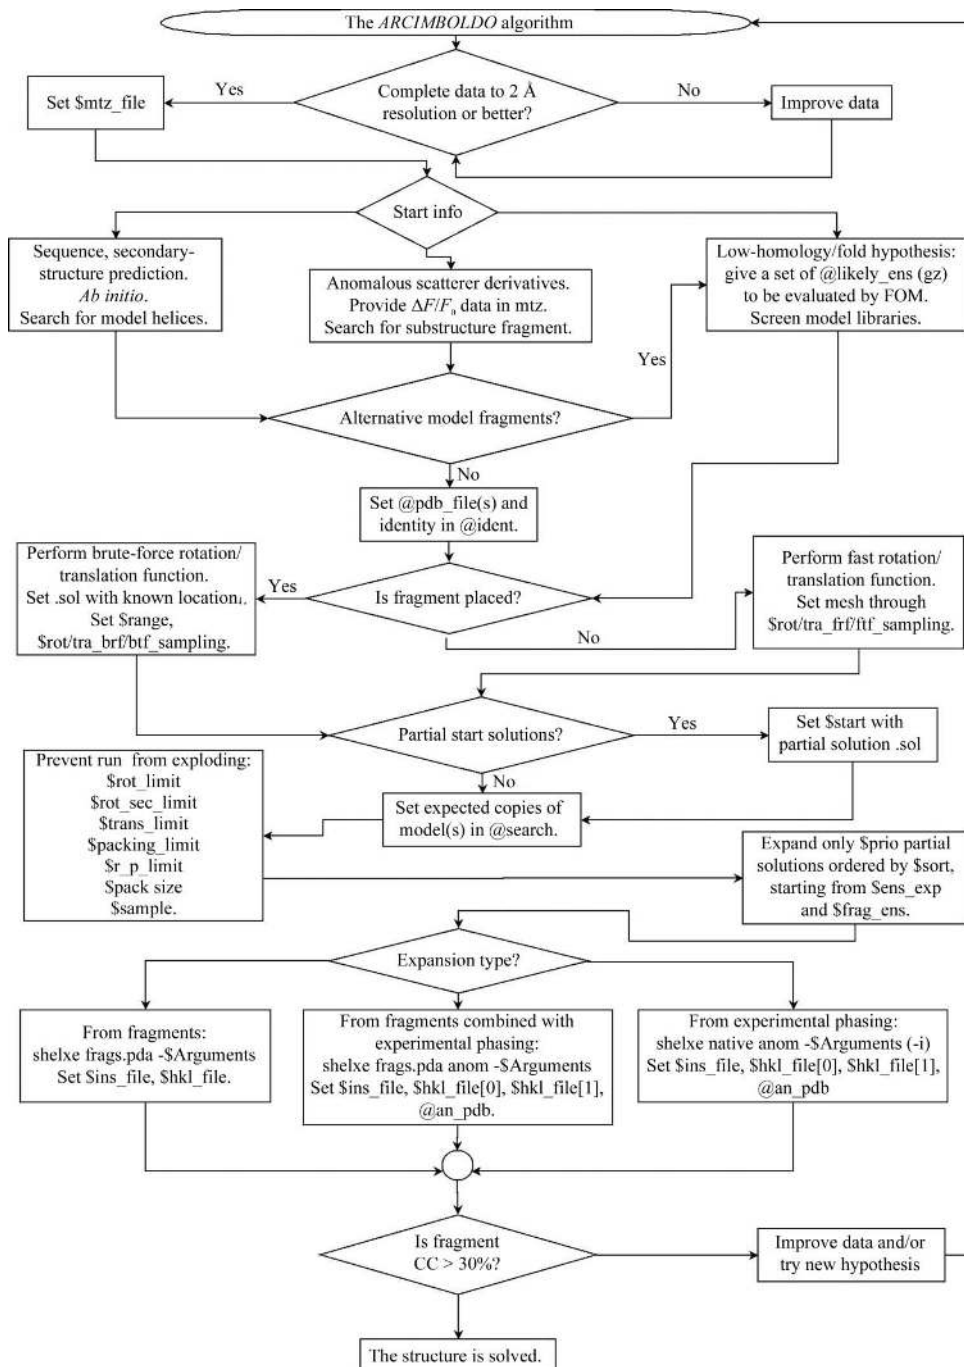 The ARCIMBOLDO algorithm
Complete data to 2 Å
resolution or better?
Yes
No
Set $mtz_file
Improve data
Start info
Sequence, secondary-
structure prediction.
Ab initio.
Search for model helices.
Anomalous scatterer derivatives.
Provide ΔF/Fa data in mtz.
Search for substructure fragment.
Low-homology/fold hypothesis:
give a set of @likely_ens (gz)
to be evaluated by FOM.
Screen model libraries.
Yes
Alternative model fragments?
No
Set @pdb_file(s) and
identity in @ident.
Perform brute-force rotation/
translation function.
Set .sol with known location.
Set $range,
$rot/tra_brf/btf_sampling.
Yes
Is fragment placed?
No
Perform fast rotation/
translation function.
Set mesh through
$rot/tra_frf/ftf_sampling.
Partial start solutions?
Yes
Set $start with
partial solution .sol
No
Set expected copies of
model(s) in @search.
Prevent run from exploding:
$rot_limit
$rot_sec_limit
$trans_limit
$packing_limit
$r_p_limit
$pack size
$sample.
Expand only $prio partial
solutions ordered by $sort,
starting from $ens_exp
and $frag_ens.
Expansion type?
From fragments:
shelxe frags.pda -$Arguments
Set $ins_file, $hkl_file.
From fragments combined with
experimental phasing:
shelxe frags.pda anom -$Arguments
Set $ins_file, $hkl_file[0], $hkl_file[1],
@an_pdb.
From experimental phasing:
shelxe native anom -$Arguments (-i)
Set $ins_file, $hkl_file[0], $hkl_file[1],
@an_pdb
Is fragment
CC > 30%?
Improve data and/or
try new hypothesis
The structure is solved.